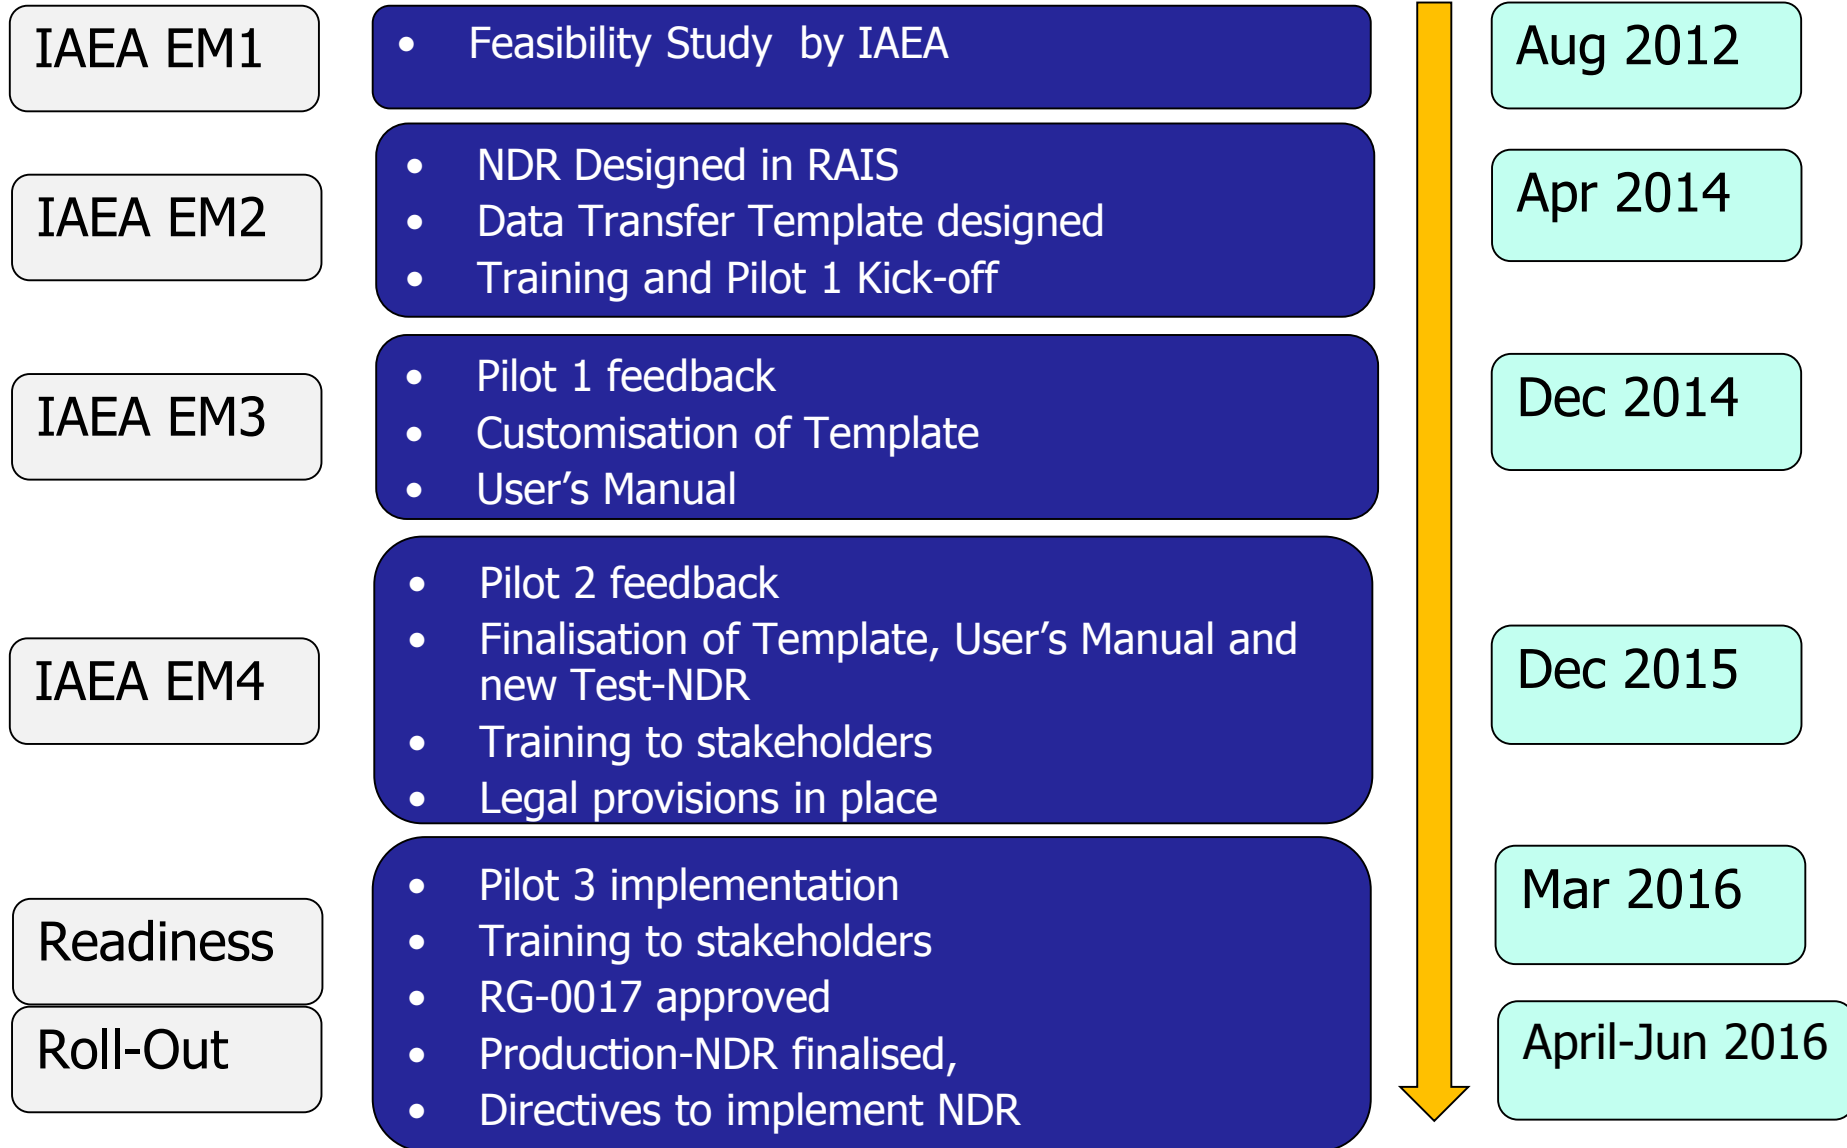 IAEA EM1
• Feasibility Study by IAEA
Aug 2012
IAEA EM2
• NDR Designed in RAIS
• Data Transfer Template designed
• Training and Pilot 1 Kick-off
Apr 2014
IAEA EM3
• Pilot 1 feedback
• Customisation of Template
• User’s Manual
Dec 2014
IAEA EM4
• Pilot 2 feedback
• Finalisation of Template, User’s Manual and
new Test-NDR
• Training to stakeholders
• Legal provisions in place
Dec 2015
Readiness
Roll-Out
• Pilot 3 implementation
• Training to stakeholders
• RG-0017 approved
• Production-NDR finalised,
• Directives to implement NDR
Mar 2016
April-Jun 2016